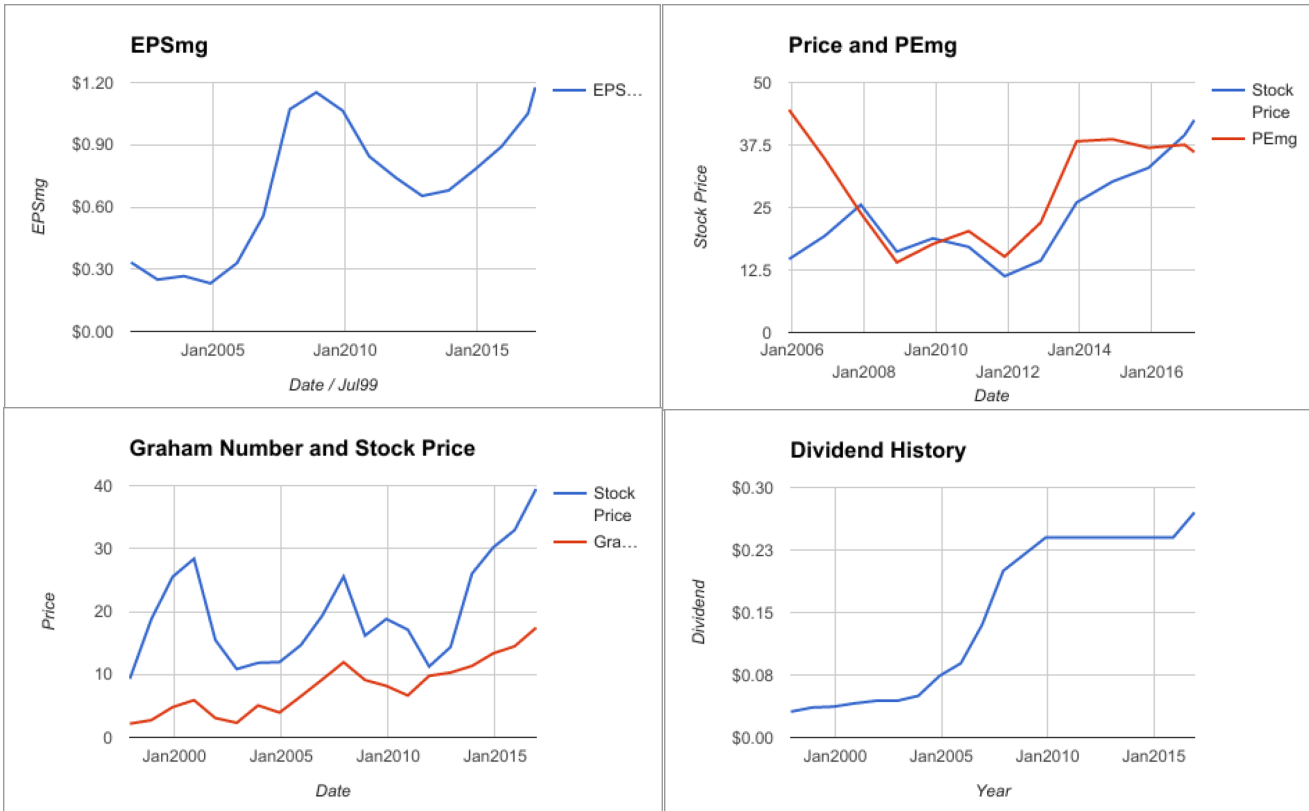 EPSmg
$1.20
$0.90
$0.60
$0.30
$0.00
EPSmg
Jan2005
Jan2010
Jan2015
Date / Jul99
EPS…
Price and PEmg
50
37.5
25
12.5
0
Stock Price
Jan2006
Jan2008
Jan2010
Jan2012
Jan2014
Jan2016
Date
Stock
Price
PEmg
Graham Number and Stock Price
40
30
20
10
0
Price
Jan2000
Jan2005
Jan2010
Jan2015
Date
Stock
Price
Gra…
Dividend History
$0.30
$0.23
$0.15
$0.08
$0.00
Dividend
Jan2000
Jan2005
Jan2010
Jan2015
Year